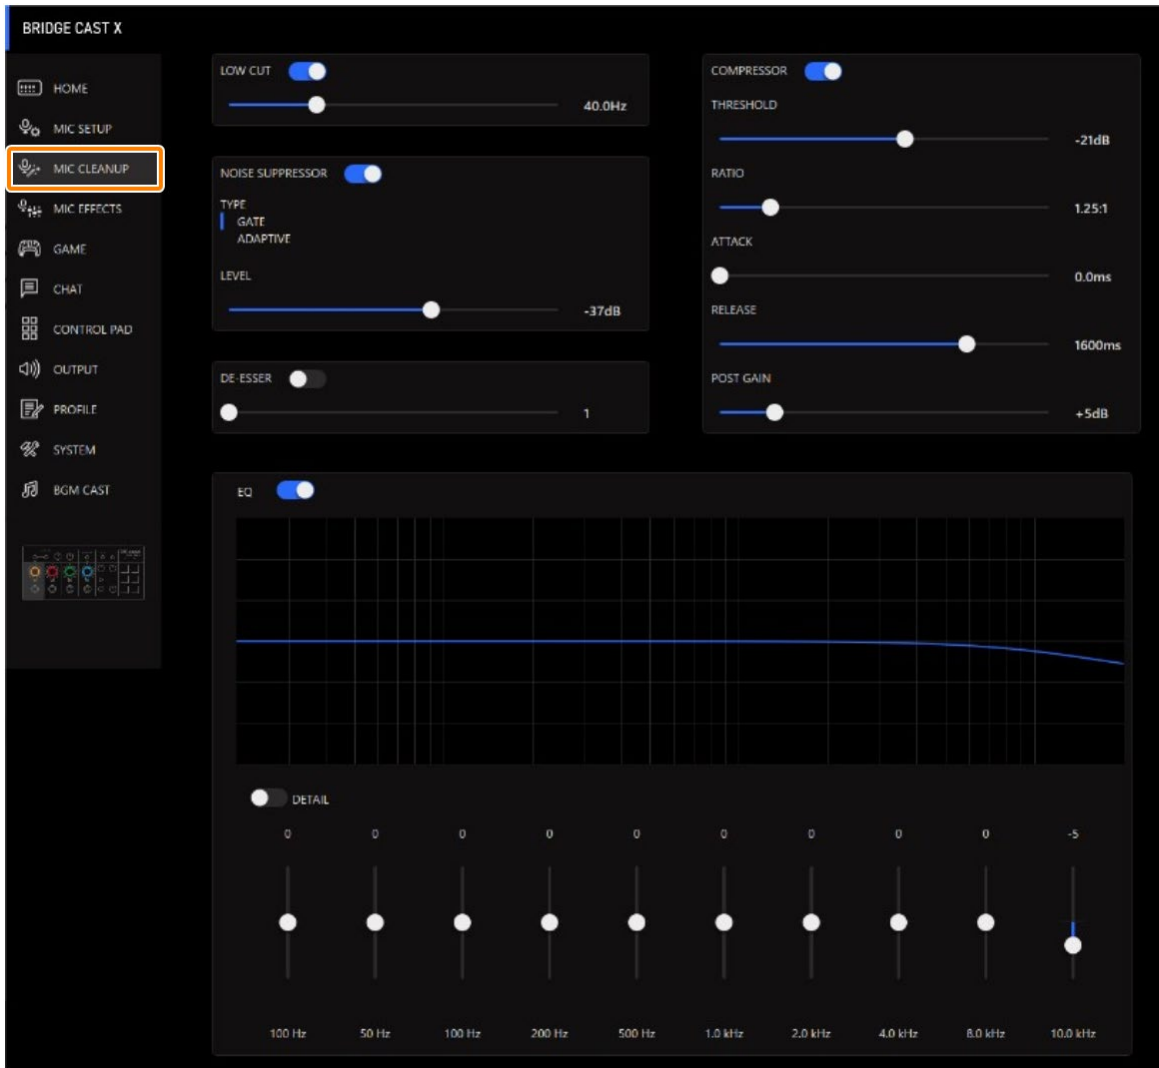 BRIDGE CAST X
HOME
MIC SETUP
MIC CLEANUP
MIC EFFECTS
GAME
CHAT
CONTROL PAD
OUTPUT
PROFILE
SYSTEM
BGM CAST
LOW CUT
40.0Hz
NOISE SUPPRESSOR
TYPE
GATE
ADAPTIVE
LEVEL
-37dB
DE-ESSER
1
COMPRESSOR
THRESHOLD
-21dB
RATIO
1.25:1
ATTACK
0.0ms
RELEASE
1600ms
POST GAIN
+5dB
EQ
DETAIL
0 0 0 0 0 0 0 0 0 -5
100 Hz 50 Hz 100 Hz 200 Hz 500 Hz 1.0 kHz 2.0 kHz 4.0 kHz 8.0 kHz 10.0 kHz